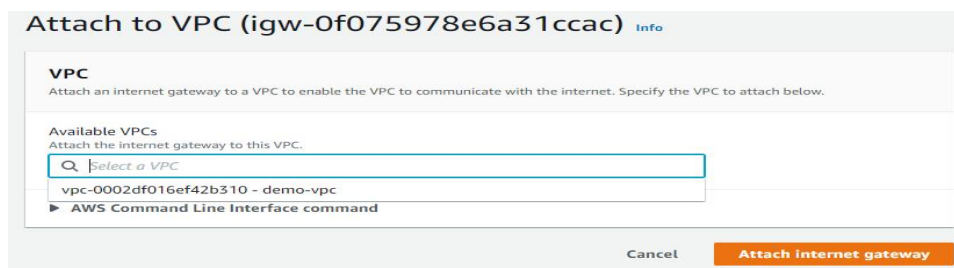 Attach to VPC (igw-0f075978e6a31ccac) Info
VPC
Attach an internet gateway to a VPC to enable the VPC to communicate with the internet. Specify the VPC to attach below.
Available VPCs
Attach the internet gateway to this VPC.
Select a VPC
vpc-0002df016ef42b310 - demo-vpc
AWS Command Line Interface command
Cancel Attach internet gateway